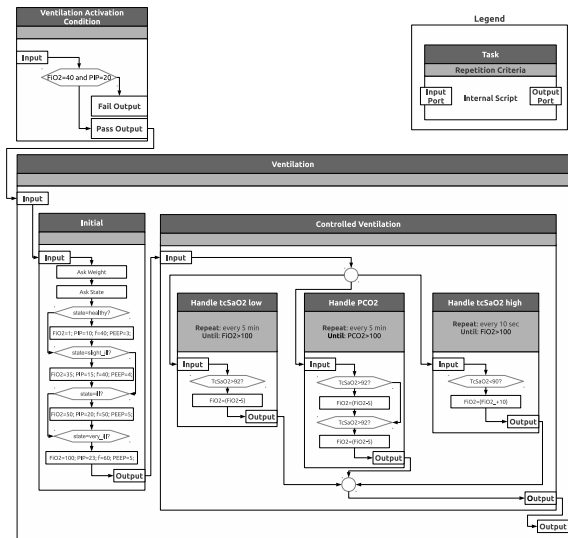 Ventilation Activation
Condition
Input
FiO2=40 and PIP=20
Fail Output
Pass Output
Legend
Task
Repetition Criteria
Input
Port
Internal Script
Output
Port
Ventilation
Input
Initial
Input
Ask Weight
Ask State
state=healthy?
FiO2=1; PIP=10; f=40; PEEP=3;
state=slight_ill?
FiO2=35; PIP=15; f=40; PEEP=4;
state=ill?
FiO2=50; PIP=20; f=50; PEEP=5;
state=very_ill?
FiO2=100; PIP=23; f=60; PEEP=5;
Output
Controlled Ventilation
Input
Handle tcSaO2 low
Repeat: every 5 min
Until: FiO2>100
Input
TcSaO2>92?
FiO2=(FiO2-5)
Output
Handle PCO2
Repeat: every 5 min
Until: PCO2>100
Input
TcSaO2>92?
FiO2=(FiO2-5)
TcSaO2>92?
FiO2=(FiO2-5)
Output
Handle tcSaO2 high
Repeat: every 10 sec
Until: FiO2>100
Input
TcSaO2<90?
FiO2=(FiO2_+10)
Output
Output
Output